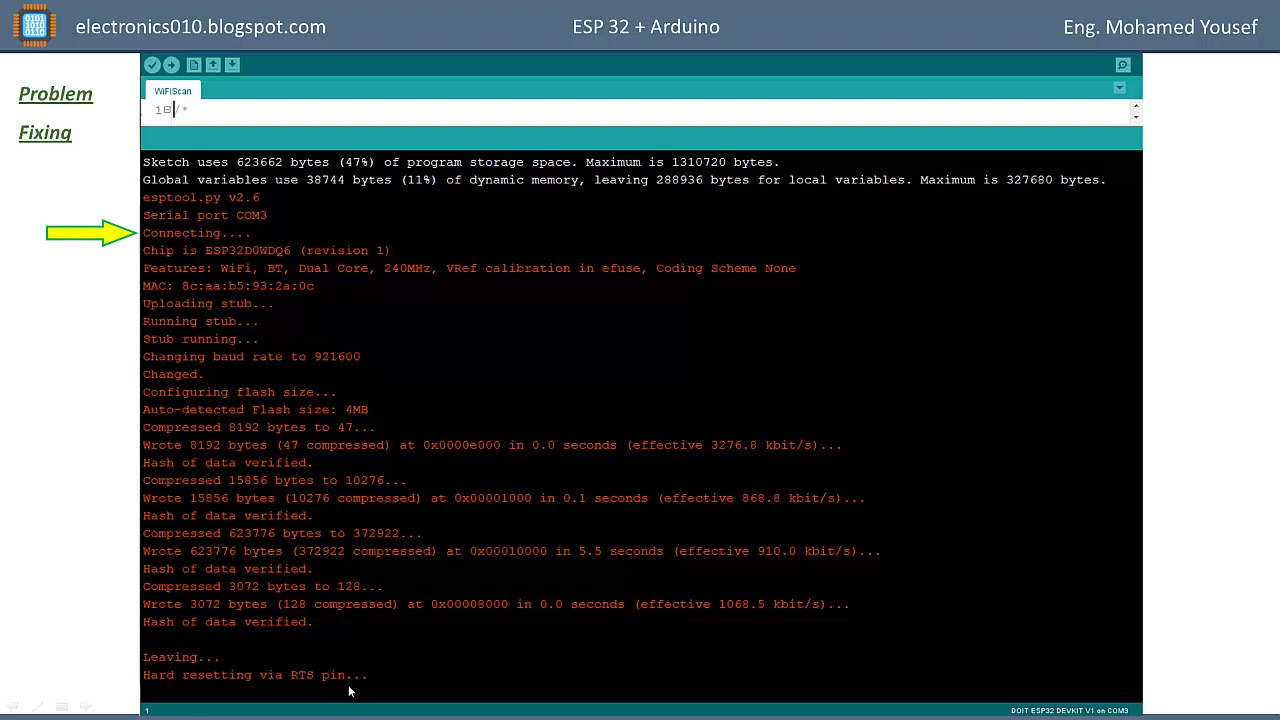 electronics010.blogspot.com
ESP 32 + Arduino
Eng. Mohamed Yousef
Problem
Fixing
WiFiScan
1 /*
Sketch uses 623662 bytes (47%) of program storage space. Maximum is 1310720 bytes.
Global variables use 38744 bytes (11%) of dynamic memory, leaving 288936 bytes for local variables. Maximum is 327680 bytes.
esptool.py v2.6
Serial port COM3
Connecting....
Chip is ESP32D0WDQ6 (revision 1)
Features: WiFi, BT, Dual Core, 240MHz, VRef calibration in efuse, Coding Scheme None
MAC: 8c:aa:b5:93:2a:0c
Uploading stub...
Running stub...
Stub running...
Changing baud rate to 921600
Changed.
Configuring flash size...
Auto-detected Flash size: 4MB
Compressed 8192 bytes to 47...
Wrote 8192 bytes (47 compressed) at 0x0000e000 in 0.0 seconds (effective 3276.8 kbit/s)...
Hash of data verified.
Compressed 15856 bytes to 10276...
Wrote 15856 bytes (10276 compressed) at 0x00001000 in 0.1 seconds (effective 868.8 kbit/s)...
Hash of data verified.
Compressed 623776 bytes to 372922...
Wrote 623776 bytes (372922 compressed) at 0x00010000 in 5.5 seconds (effective 910.0 kbit/s)...
Hash of data verified.
Compressed 3072 bytes to 128...
Wrote 3072 bytes (128 compressed) at 0x00008000 in 0.0 seconds (effective 1068.5 kbit/s)...
Hash of data verified.
Leaving...
Hard resetting via RTS pin...
1
DOIT ESP32 DEVKIT V1 on COM3